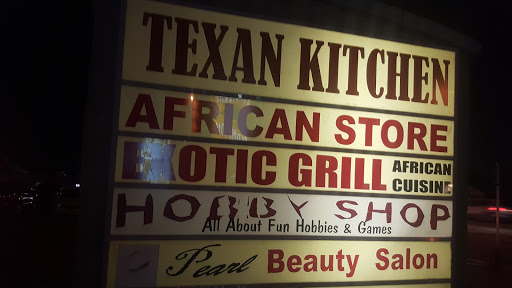 TEXAN KITCHEN
AFRICAN STORE
EXOTIC GRILL AFRICAN
CUISINE
HOBBY SHOP
All About Fun Hobbies & Games
Pearl Beauty Salon